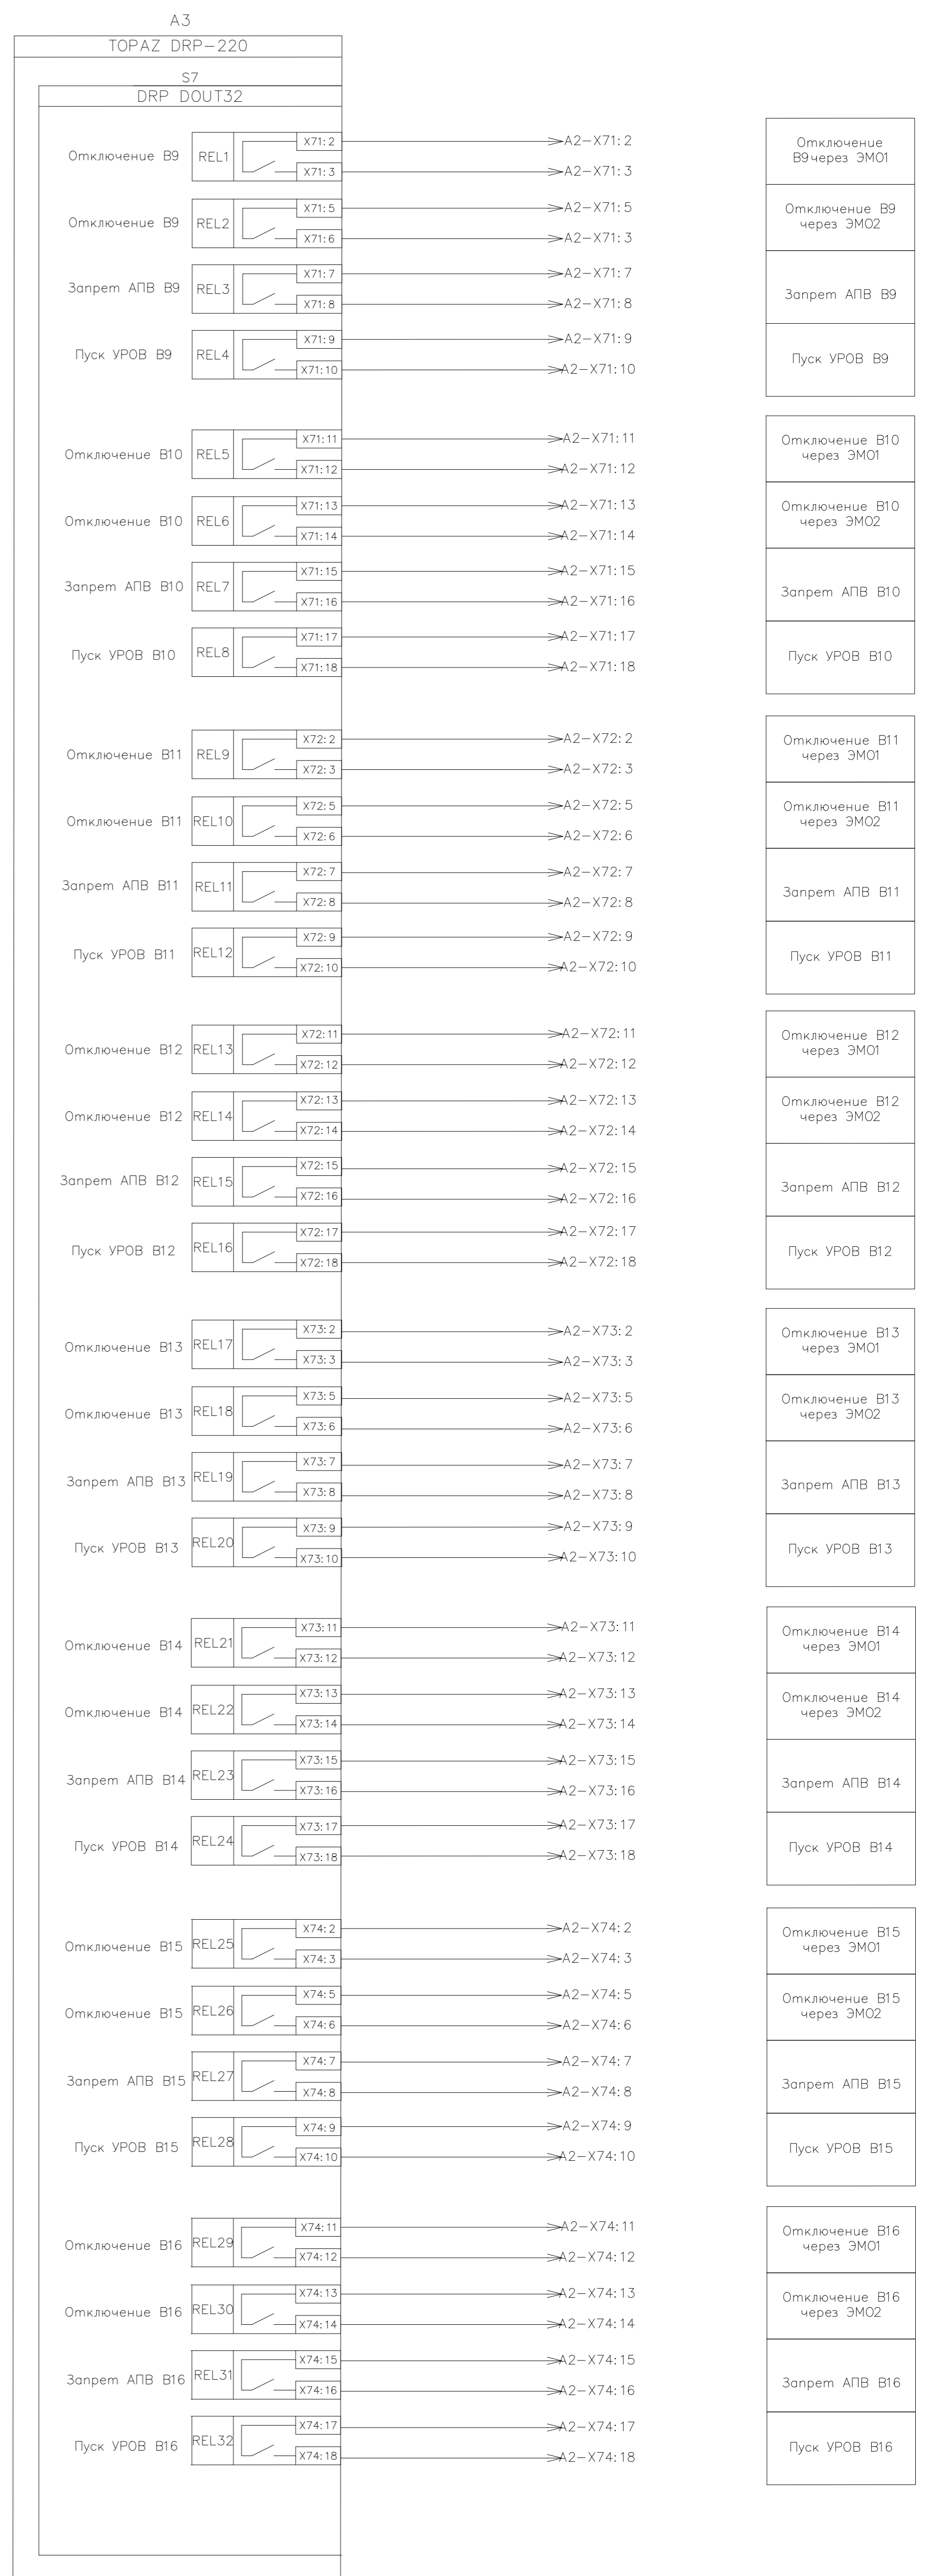 A3
TOPAZ DRP-220
S7
DRP DOUT32
Отключение В9 REL1 X71:2 A2-X71:2
X71:3 A2-X71:3
Отключение
В9через ЭМО1
Отключение В9 REL2 X71:5 A2-X71:5
X71:6 A2-X71:3
Отключение В9
через ЭМО2
Запрет АПВ В9 REL3 X71:7 A2-X71:7
X71:8 A2-X71:8
Запрет АПВ В9
Пуск УРОВ В9 REL4 X71:9 A2-X71:9
X71:10 A2-X71:10
Пуск УРОВ В9
Отключение В10 REL5 X71:11 A2-X71:11
X71:12 A2-X71:12
Отключение В10
через ЭМО1
Отключение В10 REL6 X71:13 A2-X71:13
X71:14 A2-X71:14
Отключение В10
через ЭМО2
Запрет АПВ В10 REL7 X71:15 A2-X71:15
X71:16 A2-X71:16
Запрет АПВ В10
Пуск УРОВ В10 REL8 X71:17 A2-X71:17
X71:18 A2-X71:18
Пуск УРОВ В10
Отключение В11 REL9 X72:2 A2-X72:2
X72:3 A2-X72:3
Отключение В11
через ЭМО1
Отключение В11 REL10 X72:5 A2-X72:5
X72:6 A2-X72:6
Отключение В11
через ЭМО2
Запрет АПВ В11 REL11 X72:7 A2-X72:7
X72:8 A2-X72:8
Запрет АПВ В11
Пуск УРОВ В11 REL12 X72:9 A2-X72:9
X72:10 A2-X72:10
Пуск УРОВ В11
Отключение В12 REL13 X72:11 A2-X72:11
X72:12 A2-X72:12
Отключение В12
через ЭМО1
Отключение В12 REL14 X72:13 A2-X72:13
X72:14 A2-X72:14
Отключение В12
через ЭМО2
Запрет АПВ В12 REL15 X72:15 A2-X72:15
X72:16 A2-X72:16
Запрет АПВ В12
Пуск УРОВ В12 REL16 X72:17 A2-X72:17
X72:18 A2-X72:18
Пуск УРОВ В12
Отключение В13 REL17 X73:2 A2-X73:2
X73:3 A2-X73:3
Отключение В13
через ЭМО1
Отключение В13 REL18 X73:5 A2-X73:5
X73:6 A2-X73:6
Отключение В13
через ЭМО2
Запрет АПВ В13 REL19 X73:7 A2-X73:7
X73:8 A2-X73:8
Запрет АПВ В13
Пуск УРОВ В13 REL20 X73:9 A2-X73:9
X73:10 A2-X73:10
Пуск УРОВ В13
Отключение В14 REL21 X73:11 A2-X73:11
X73:12 A2-X73:12
Отключение В14
через ЭМО1
Отключение В14 REL22 X73:13 A2-X73:13
X73:14 A2-X73:14
Отключение В14
через ЭМО2
Запрет АПВ В14 REL23 X73:15 A2-X73:15
X73:16 A2-X73:16
Запрет АПВ В14
Пуск УРОВ В14 REL24 X73:17 A2-X73:17
X73:18 A2-X73:18
Пуск УРОВ В14
Отключение В15 REL25 X74:2 A2-X74:2
X74:3 A2-X74:3
Отключение В15
через ЭМО1
Отключение В15 REL26 X74:5 A2-X74:5
X74:6 A2-X74:6
Отключение В15
через ЭМО2
Запрет АПВ В15 REL27 X74:7 A2-X74:7
X74:8 A2-X74:8
Запрет АПВ В15
Пуск УРОВ В15 REL28 X74:9 A2-X74:9
X74:10 A2-X74:10
Пуск УРОВ В15
Отключение В16 REL29 X74:11 A2-X74:11
X74:12 A2-X74:12
Отключение В16
через ЭМО1
Отключение В16 REL30 X74:13 A2-X74:13
X74:14 A2-X74:14
Отключение В16
через ЭМО2
Запрет АПВ В16 REL31 X74:15 A2-X74:15
X74:16 A2-X74:16
Запрет АПВ В16
Пуск УРОВ В16 REL32 X74:17 A2-X74:17
X74:18 A2-X74:18
Пуск УРОВ В16